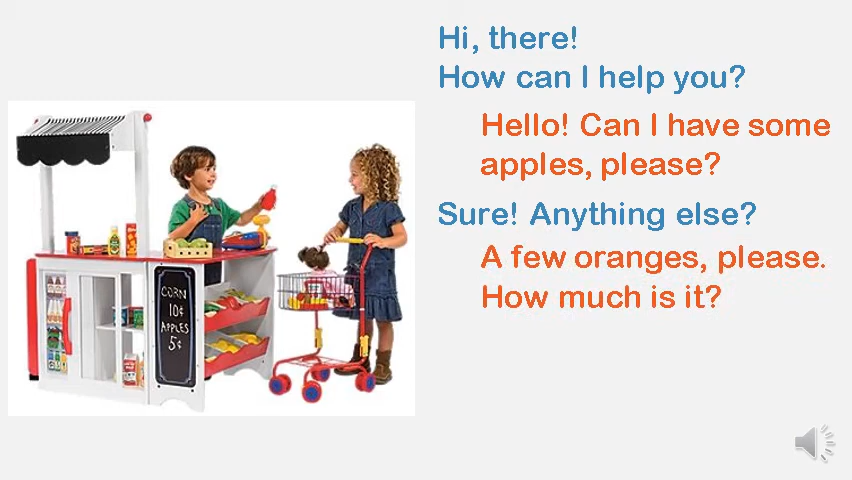 Hi, there!
How can I help you?
Hello! Can I have some
apples, please?
Sure! Anything else?
A few oranges, please.
How much is it?
CORN
10¢
APPLES
5¢